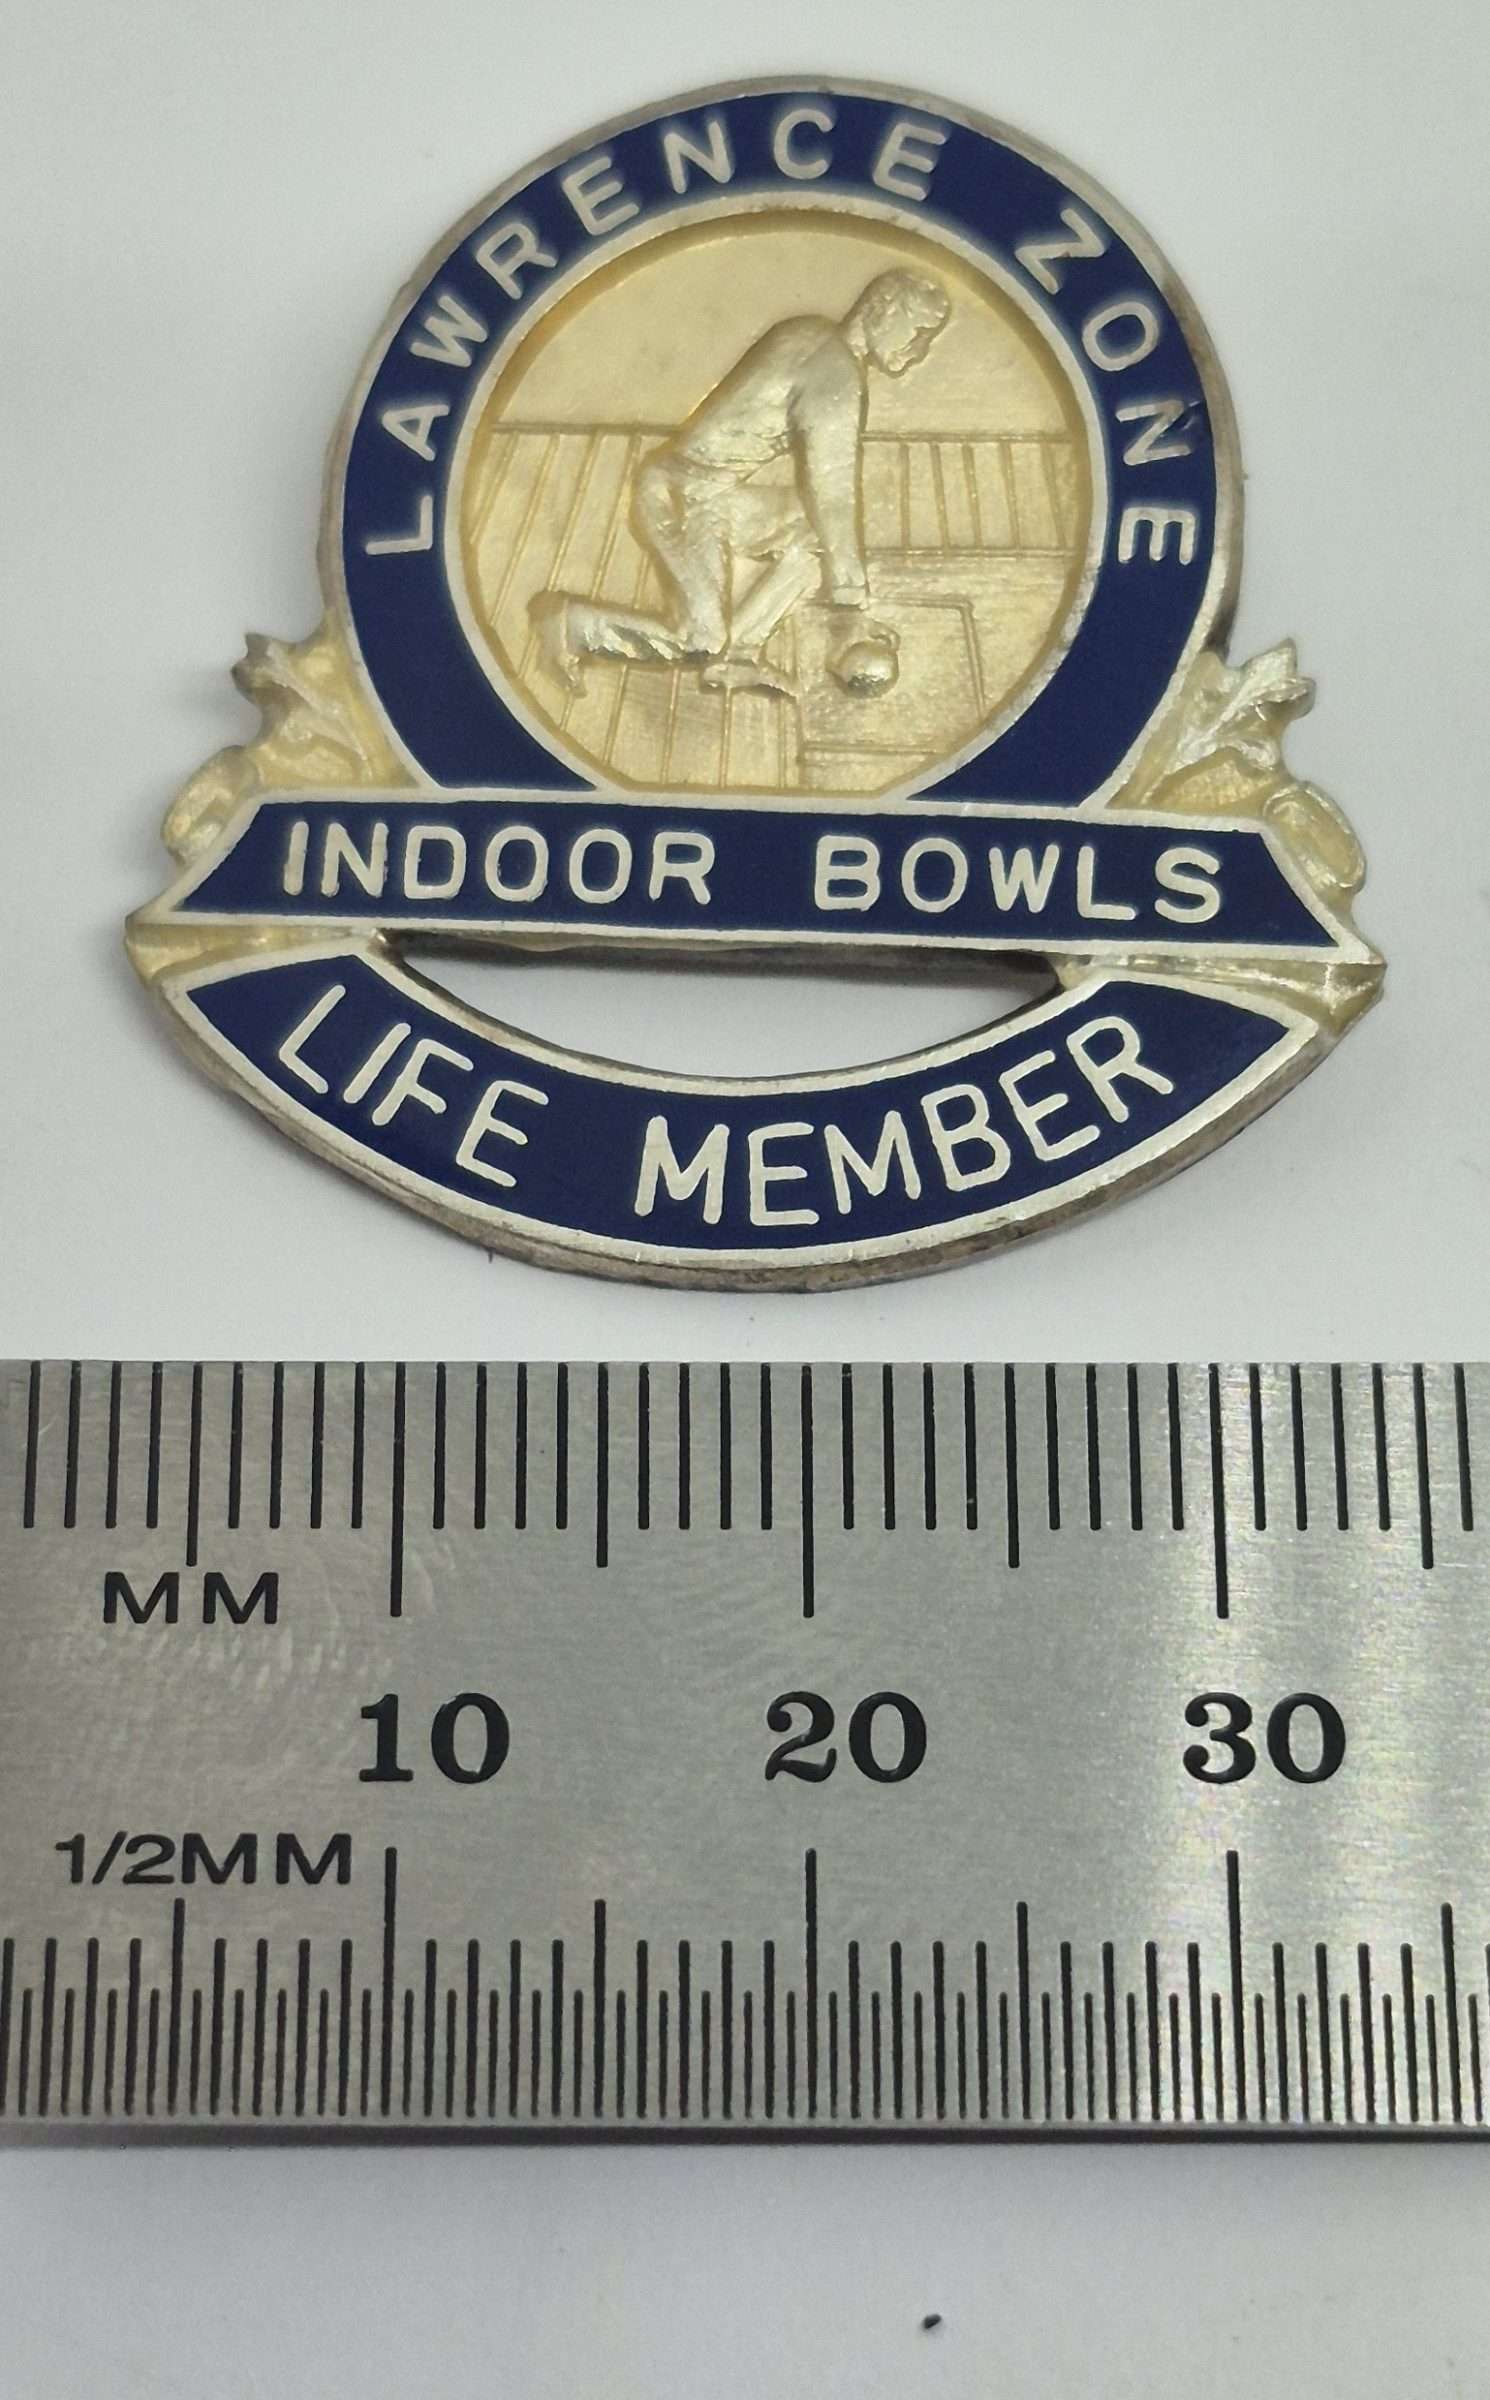 LAWRENCE ZONE
INDOOR BOWLS
LIFE MEMBER
MM
10 20 30
1/2MM